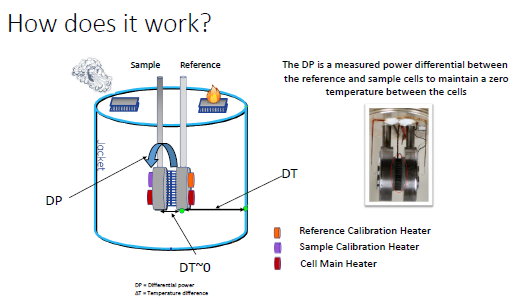 How does it work?
Sample
Reference
The DP is a measured power differential between
the reference and sample cells to maintain a zero
temperature between the cells
Jacket
DP
DT
DT~0
Reference Calibration Heater
Sample Calibration Heater
Cell Main Heater
DP = Differential power
ΔT = Temperature difference